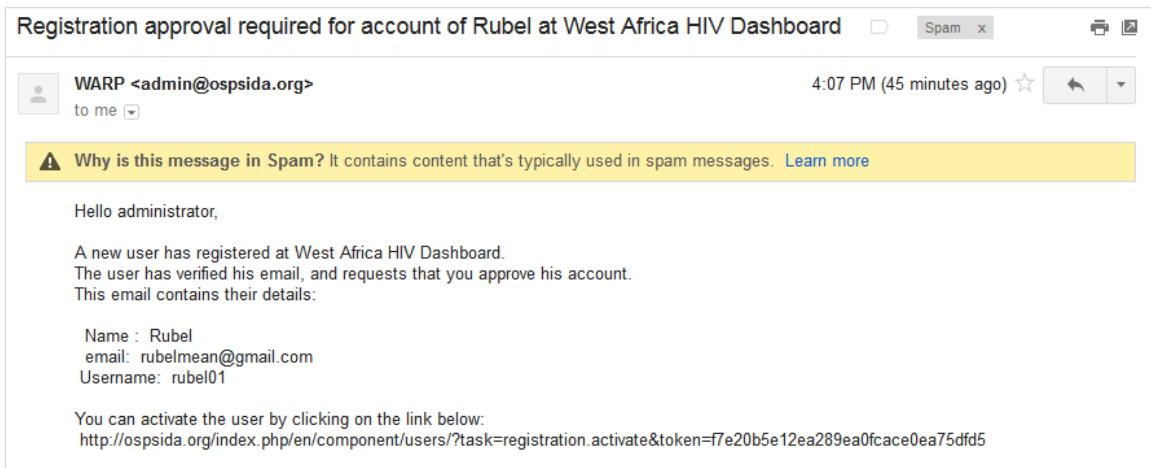 Registration approval required for account of Rubel at West Africa HIV Dashboard Spam x
WARP <admin@ospsida.org> 4:07 PM (45 minutes ago)
to me
Why is this message in Spam? It contains content that's typically used in spam messages. Learn more
Hello administrator,
A new user has registered at West Africa HIV Dashboard.
The user has verified his email, and requests that you approve his account.
This email contains their details:
Name : Rubel
email: rubelmean@gmail.com
Username: rubel01
You can activate the user by clicking on the link below:
http://ospsida.org/index.php/en/component/users/?task=registration.activate&token=f7e20b5e12ea289ea0fcace0ea75dfd5